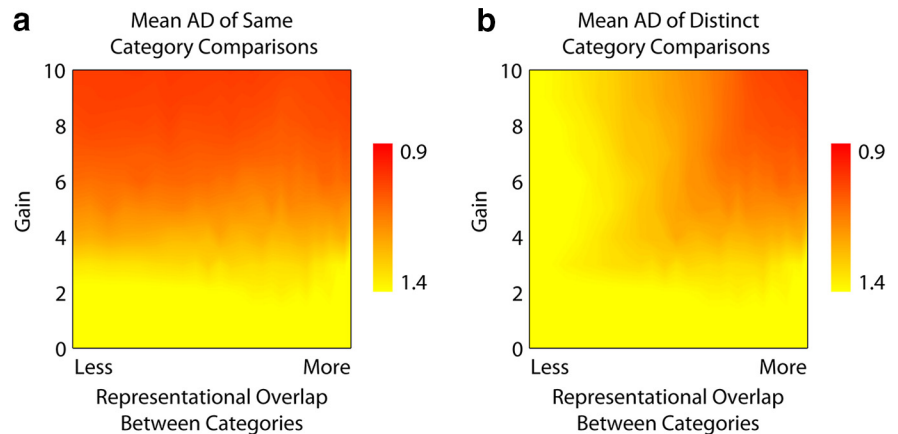 a
Mean AD of Same
Category Comparisons
10
8
6
4
2
0
Gain
0.9
1.4
Less
More
Representational Overlap
Between Categories
b
Mean AD of Distinct
Category Comparisons
10
8
6
4
2
0
Gain
0.9
1.4
Less
More
Representational Overlap
Between Categories